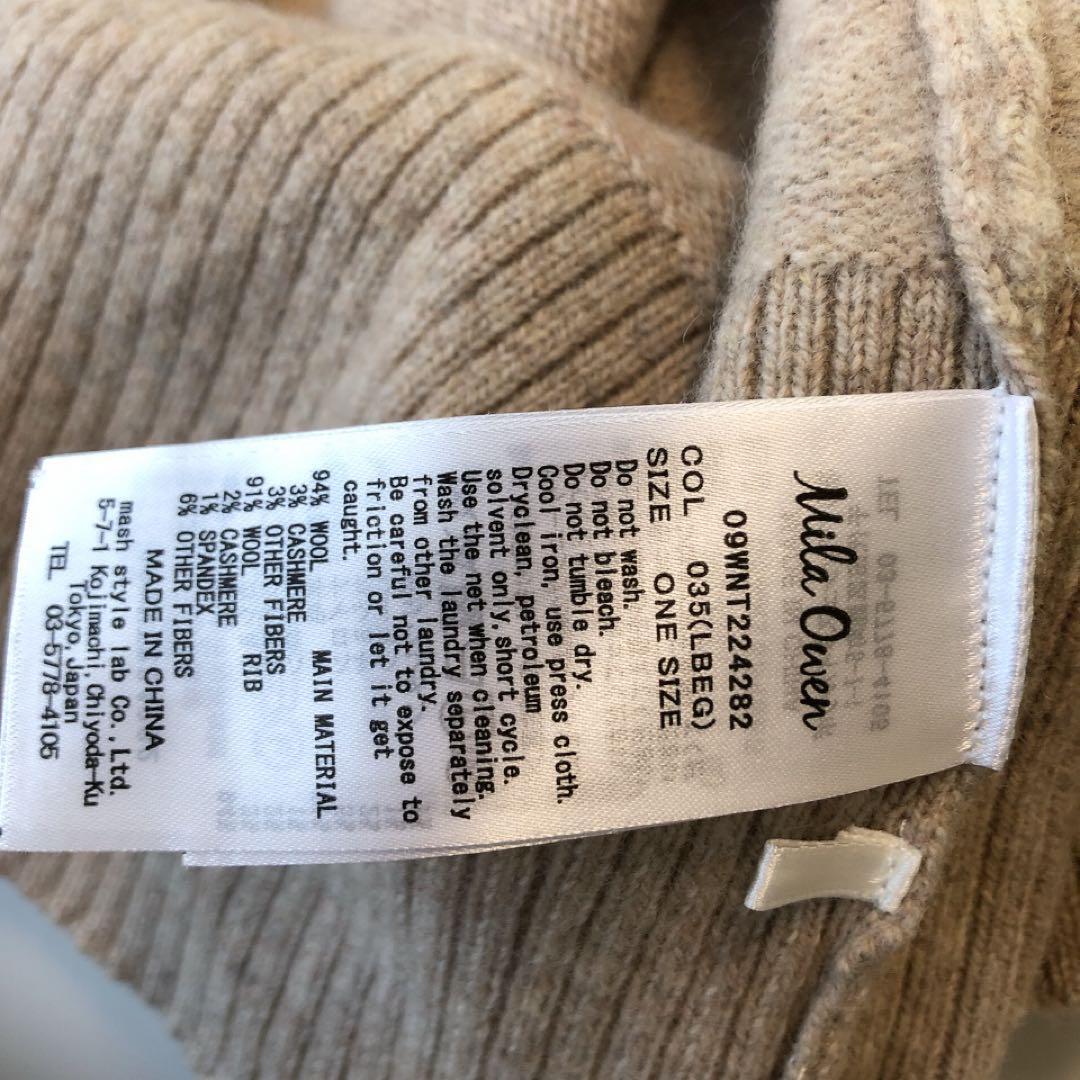 Mila Owen
09WNT224282
COL 035(LBEG)
SIZE ONE SIZE
Do not wash.
Do not bleach.
Do not tumble dry.
Cool iron, use press cloth.
Dryclean, petroleum
solvent only, short cycle.
Use the net when cleaning.
Wash the laundry separately
from other laundry.
Be careful not to expose to
friction or let it get
caught.
94% WOOL MAIN MATERIAL
3% CASHMERE
3% OTHER FIBERS
91% WOOL RIB
2% CASHMERE
1% SPANDEX
6% OTHER FIBERS
MADE IN CHINA
mash style lab Co., Ltd.
5-7-1 Kojimachi, Chiyoda-Ku
Tokyo, Japan
TEL 03-5778-4105